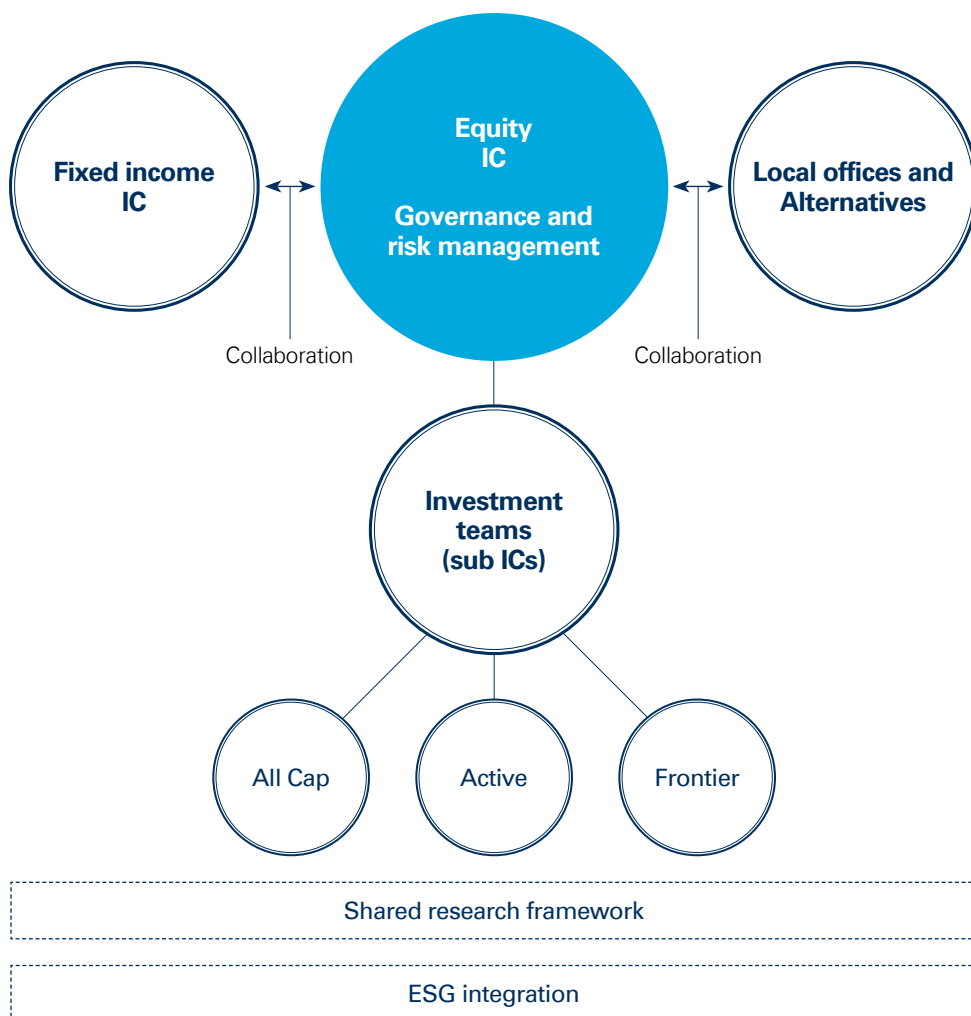 Fixed income
IC
Equity
IC
Governance and
risk management
Local offices and
Alternatives
Collaboration
Collaboration
Investment
teams
(sub ICs)
All Cap
Active
Frontier
Shared research framework
ESG integration